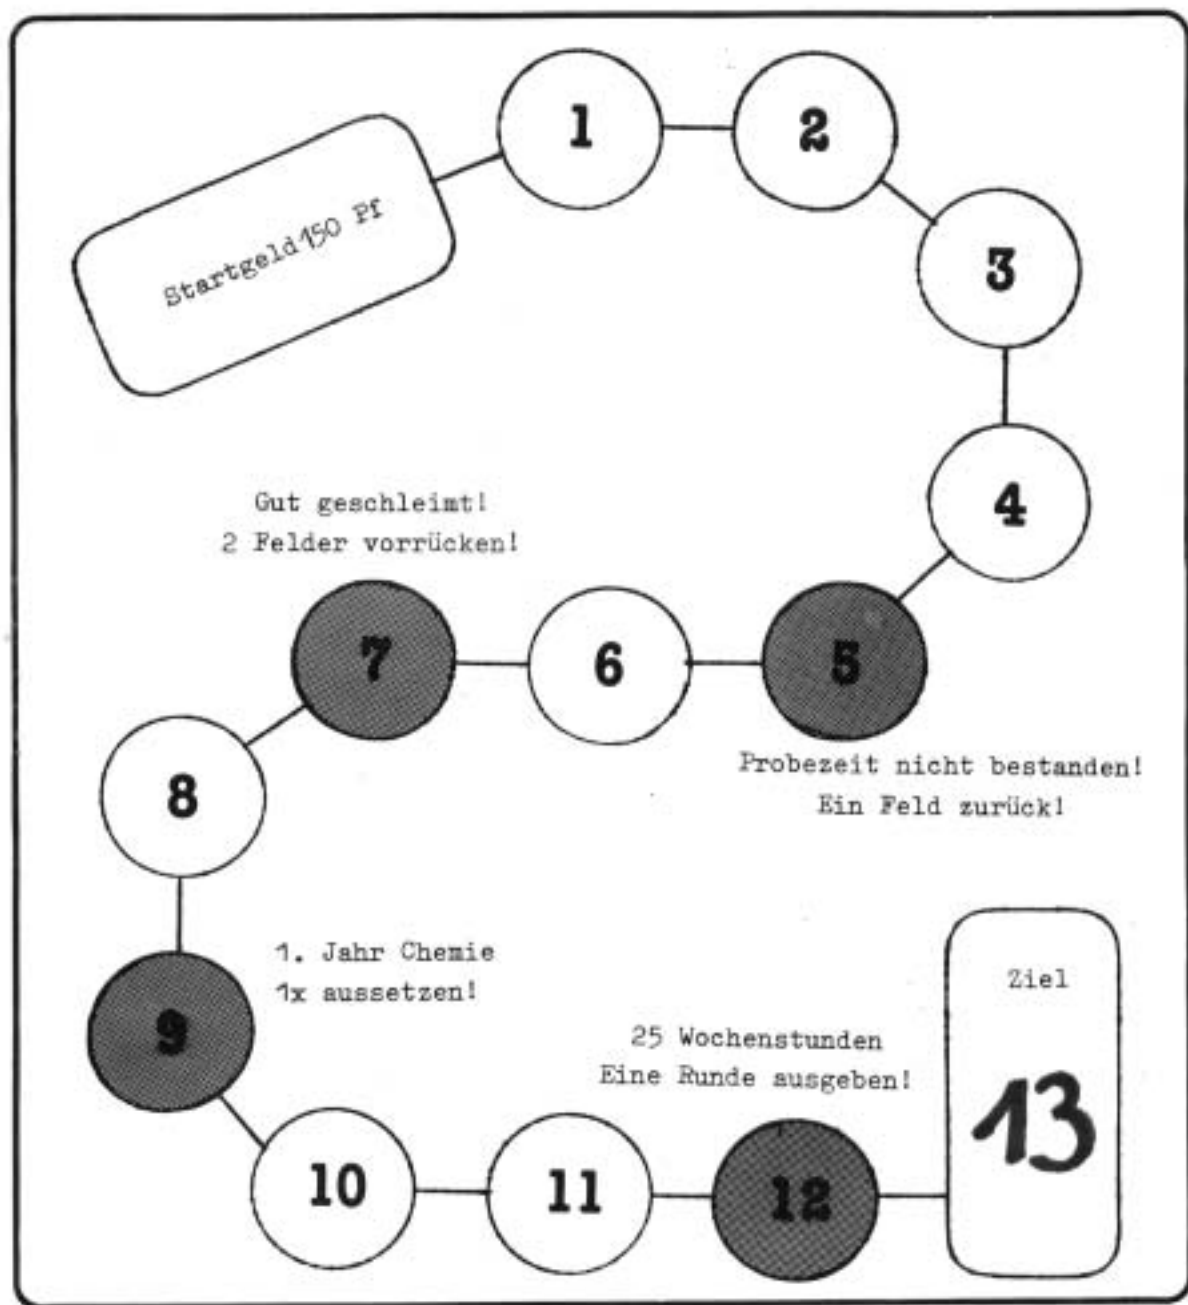 Startgeld 150 Pf
1
2
3
4
5
Probezeit nicht bestanden!
Ein Feld zurück!
6
Gut geschleimt!
2 Felder vorrücken!
7
8
9
1. Jahr Chemie
1x aussetzen!
10
11
25 Wochenstunden
Eine Runde ausgeben!
12
Ziel
13